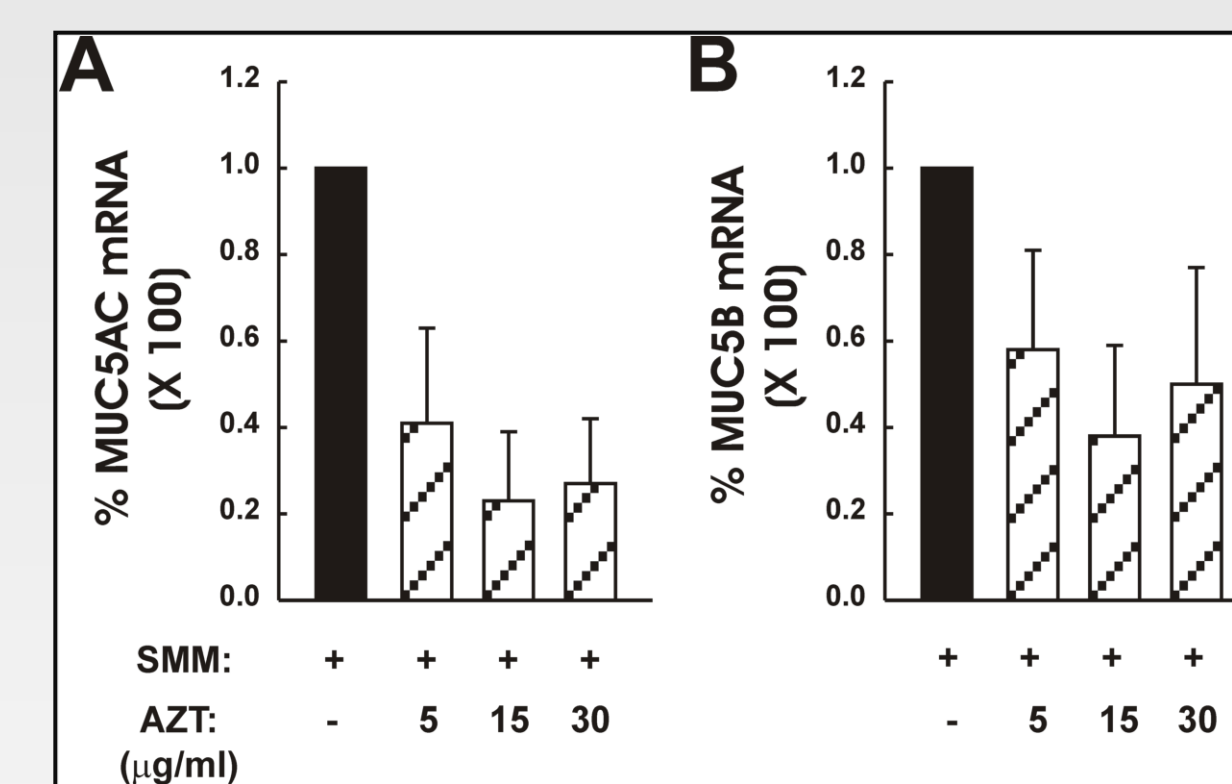 A
% MUC5AC mRNA
(X 100)
1.2
1.0
0.8
0.6
0.4
0.2
0.0
SMM: + + + +
AZT: - 5 15 30
(μg/ml)
B
% MUC5B mRNA
(X 100)
1.2
1.0
0.8
0.6
0.4
0.2
0.0
+ + + +
- 5 15 30